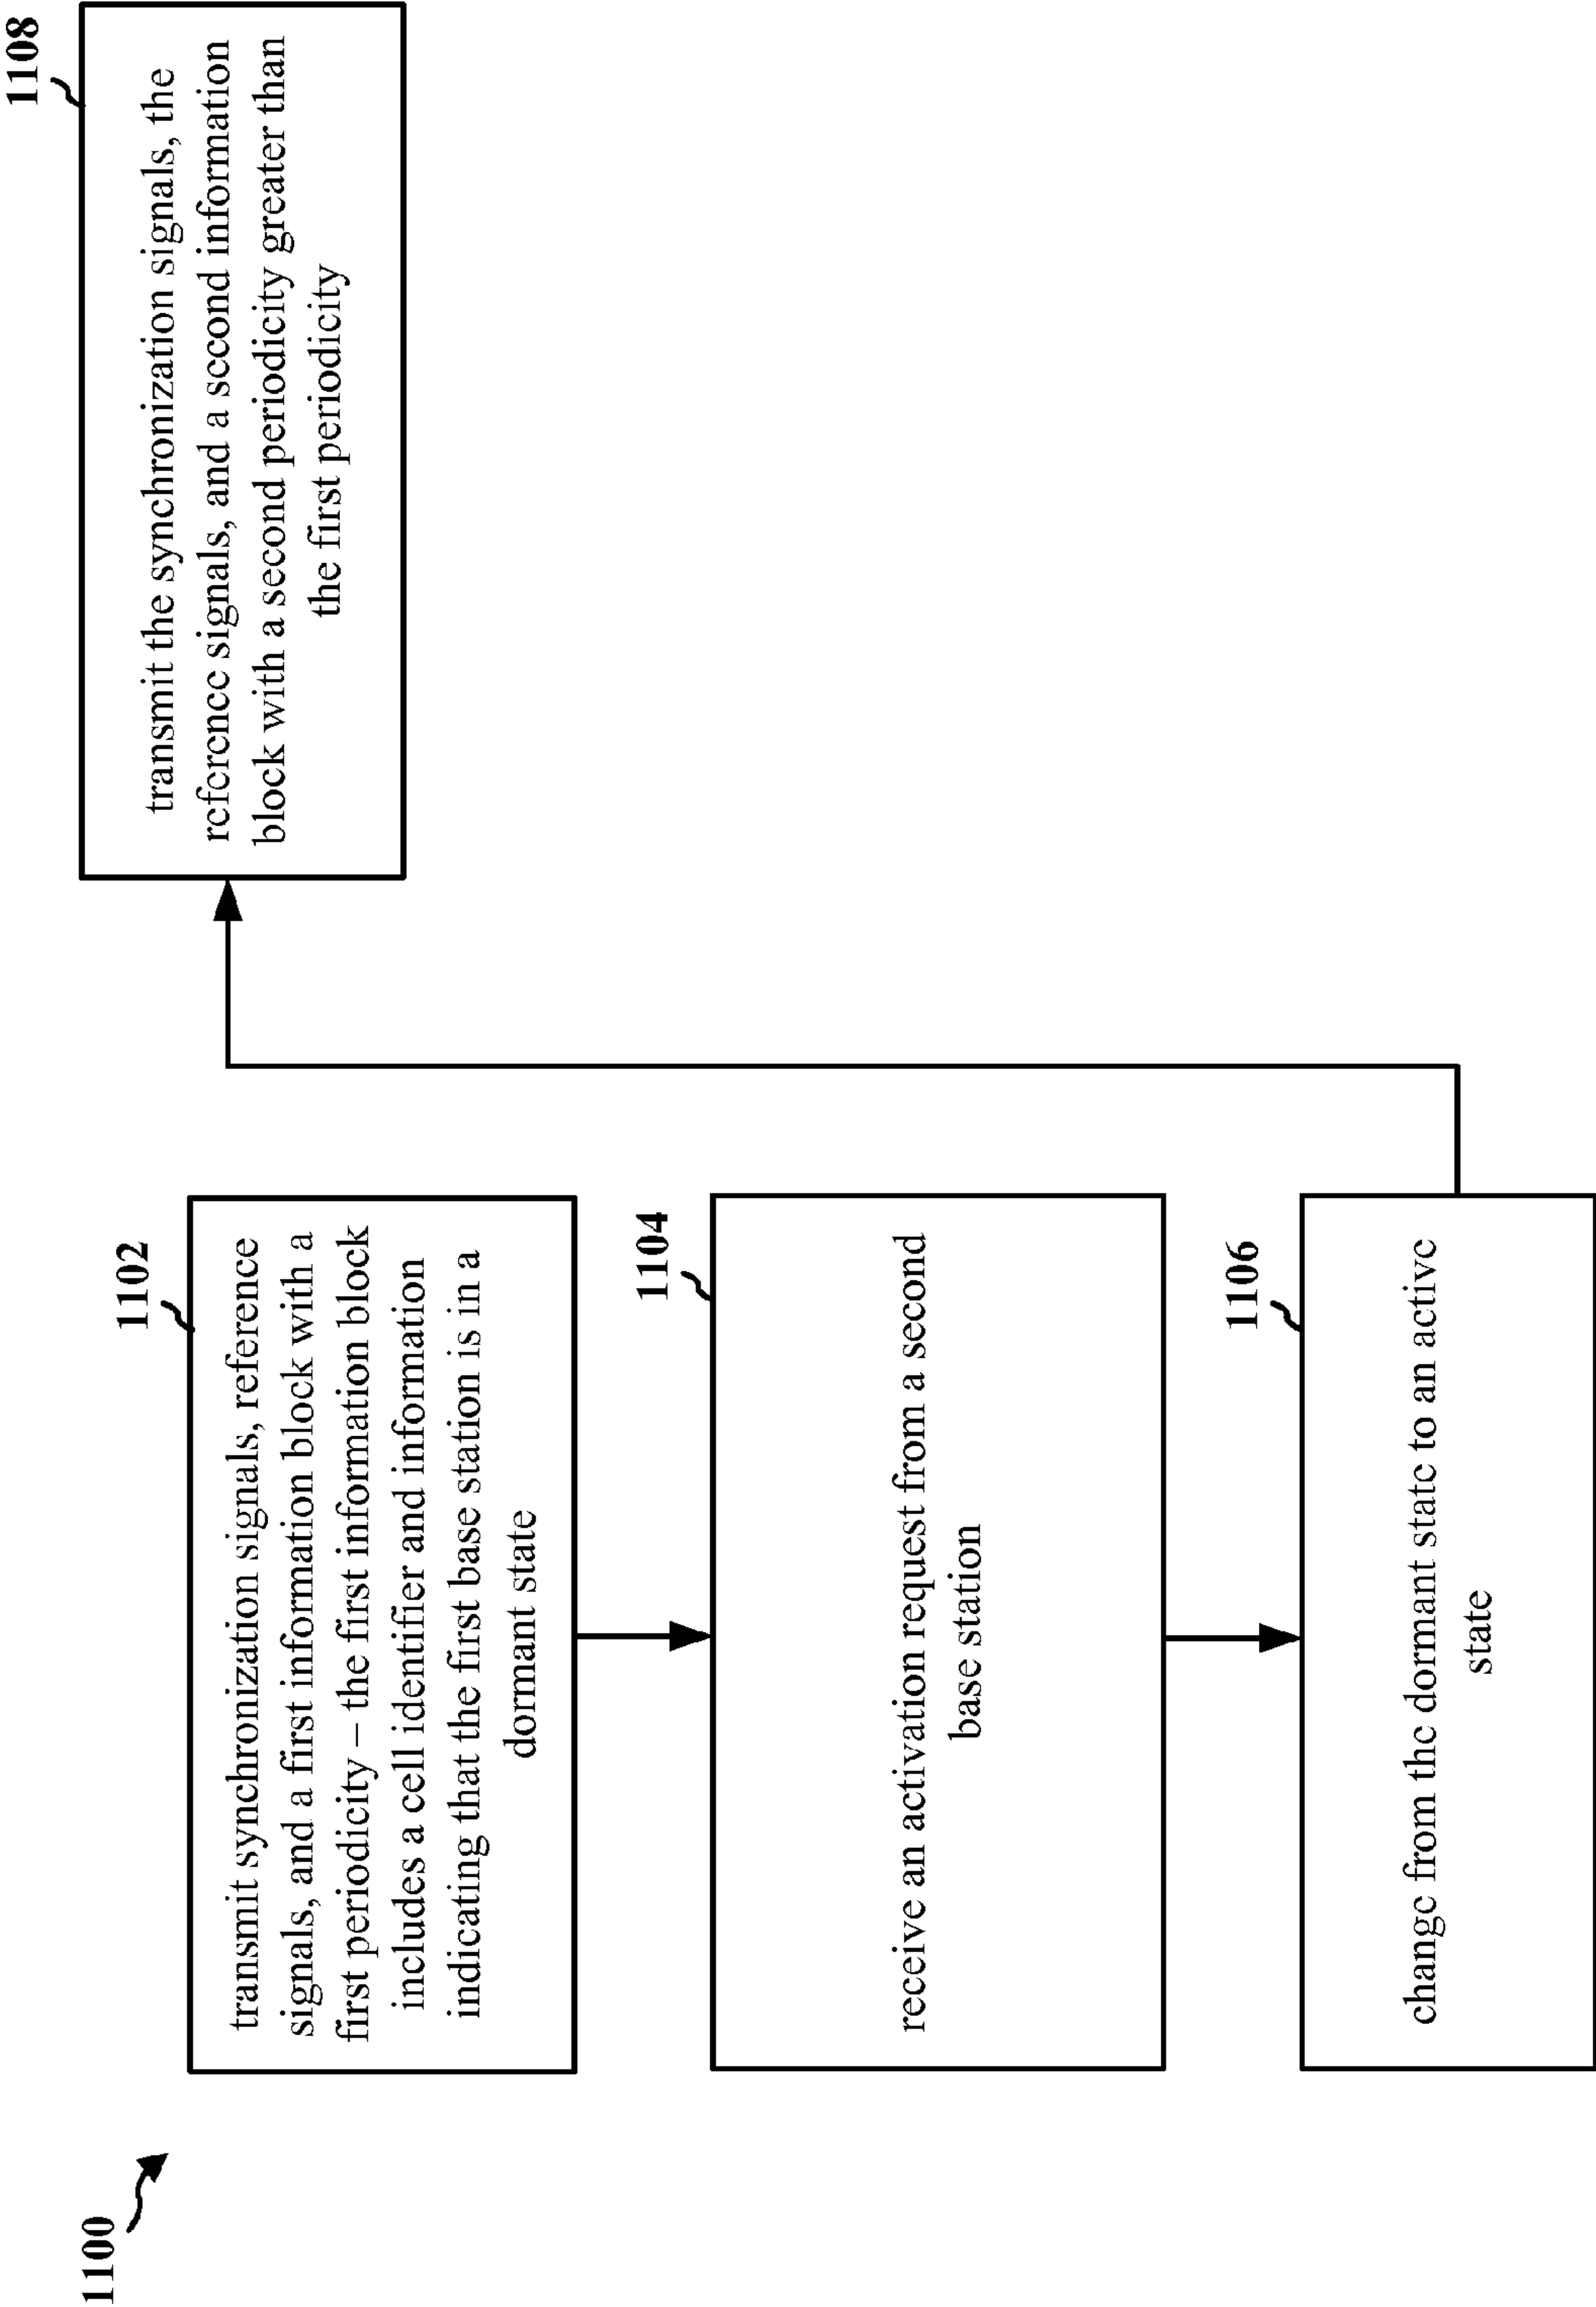 1100
1102
transmit synchronization signals, reference
signals, and a first information block with a
first periodicity – the first information block
includes a cell identifier and information
indicating that the first base station is in a
dormant state
1104
receive an activation request from a second
base station
1106
change from the dormant state to an active
state
1108
transmit the synchronization signals, the
reference signals, and a second information
block with a second periodicity greater than
the first periodicity